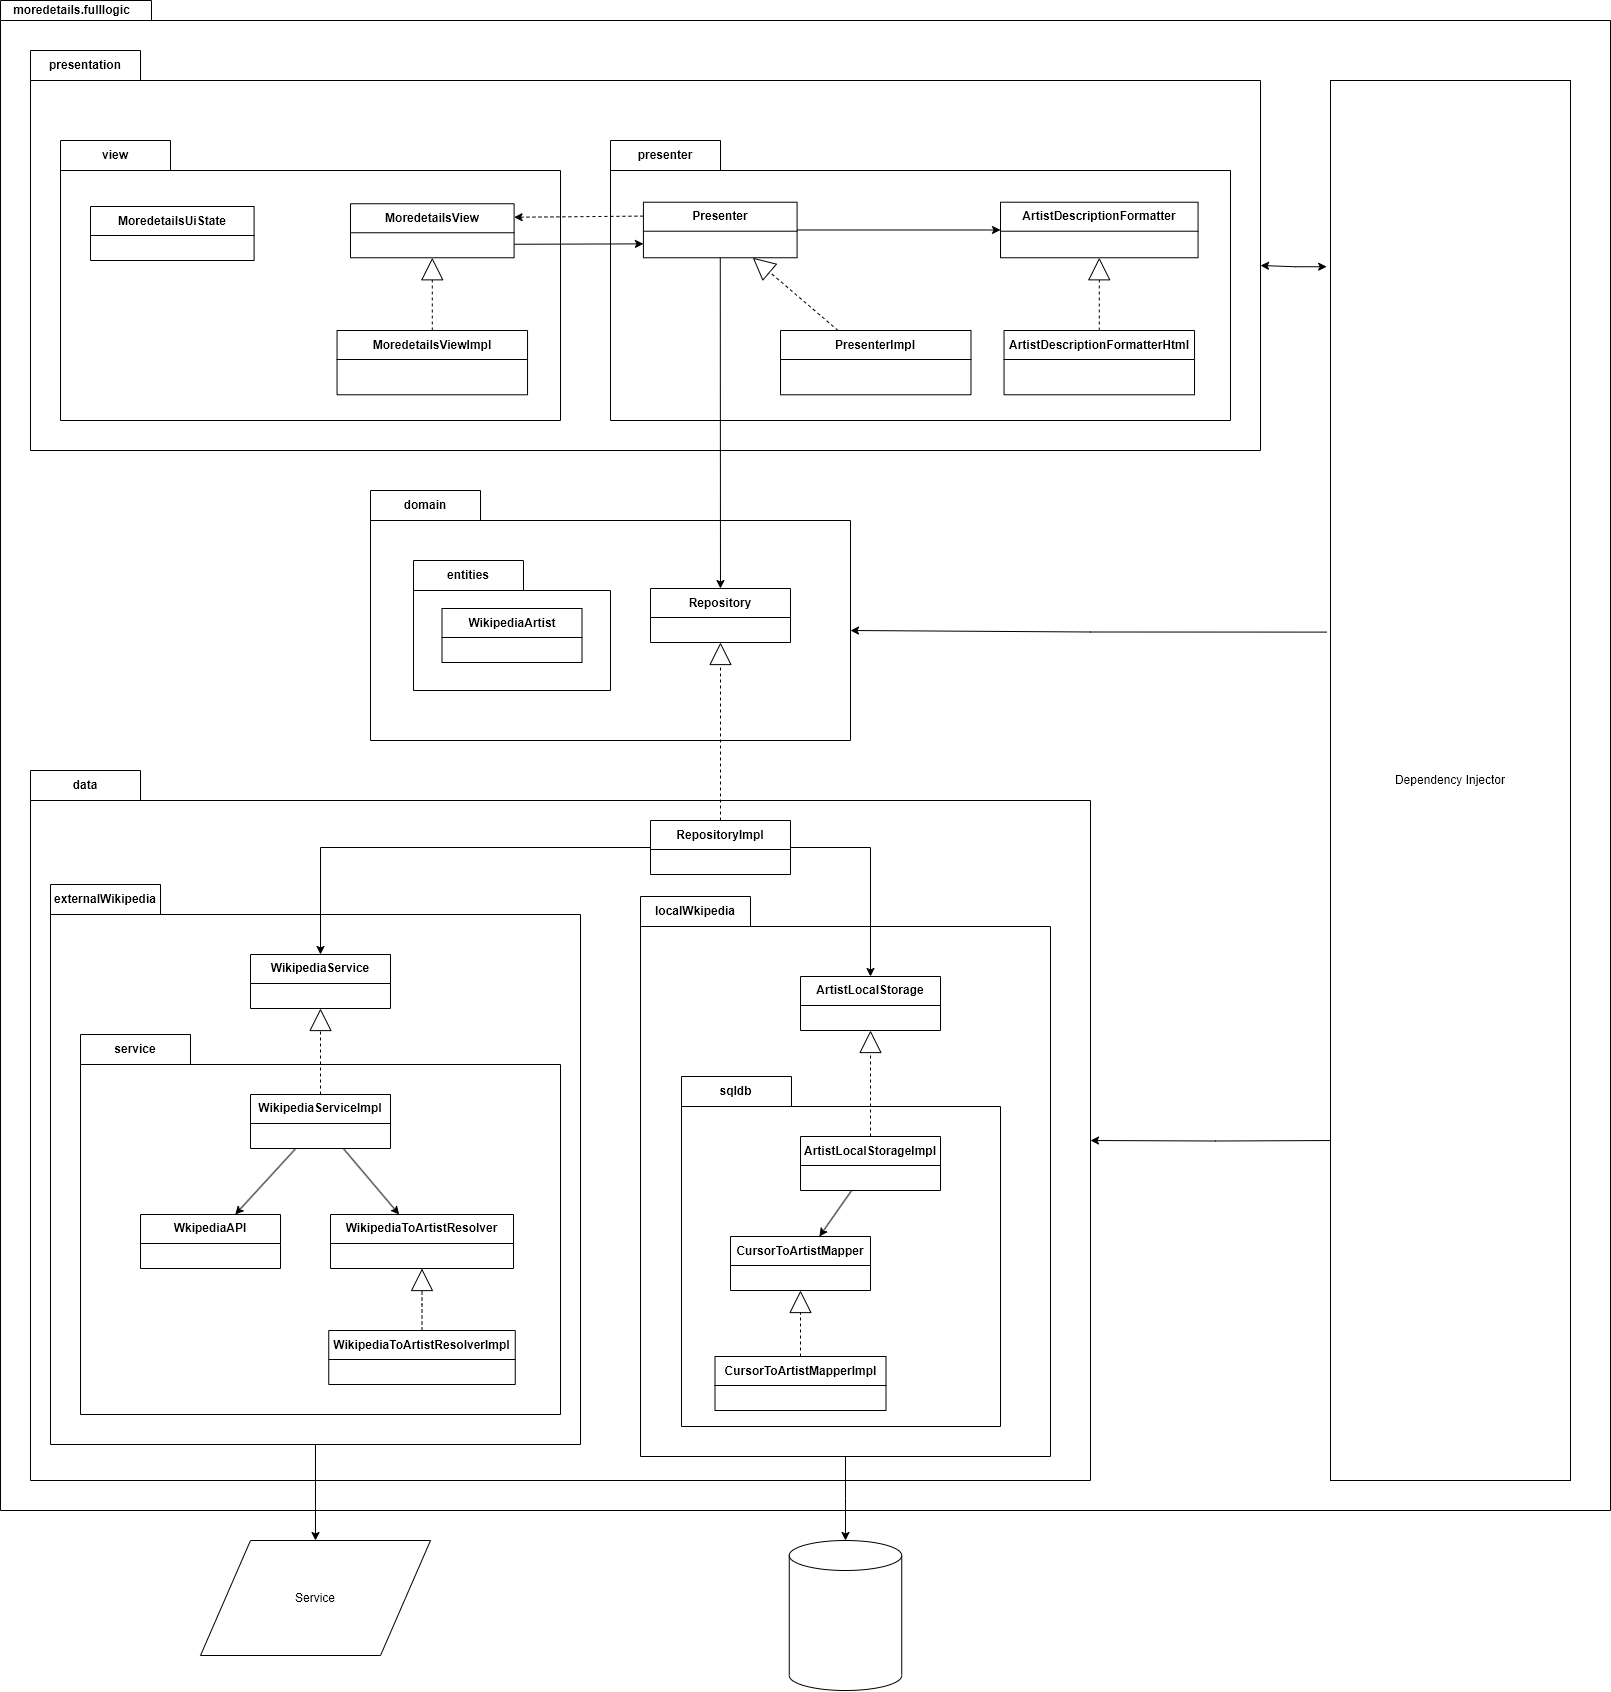 moredetails.fulllogic
presentation
view
presenter
MoredetailsUiState
MoredetailsView
Presenter
ArtistDescriptionFormatter
MoredetailsViewImpl
PresenterImpl
ArtistDescriptionFormatterHtml
domain
entities
Repository
WikipediaArtist
Dependency Injector
data
RepositoryImpl
externalWikipedia
localWkipedia
WikipediaService
ArtistLocalStorage
service
sqldb
WikipediaServiceImpl
ArtistLocalStorageImpl
WkipediaAPI
WikipediaToArtistResolver
CursorToArtistMapper
WikipediaToArtistResolverImpl
CursorToArtistMapperImpl
Service